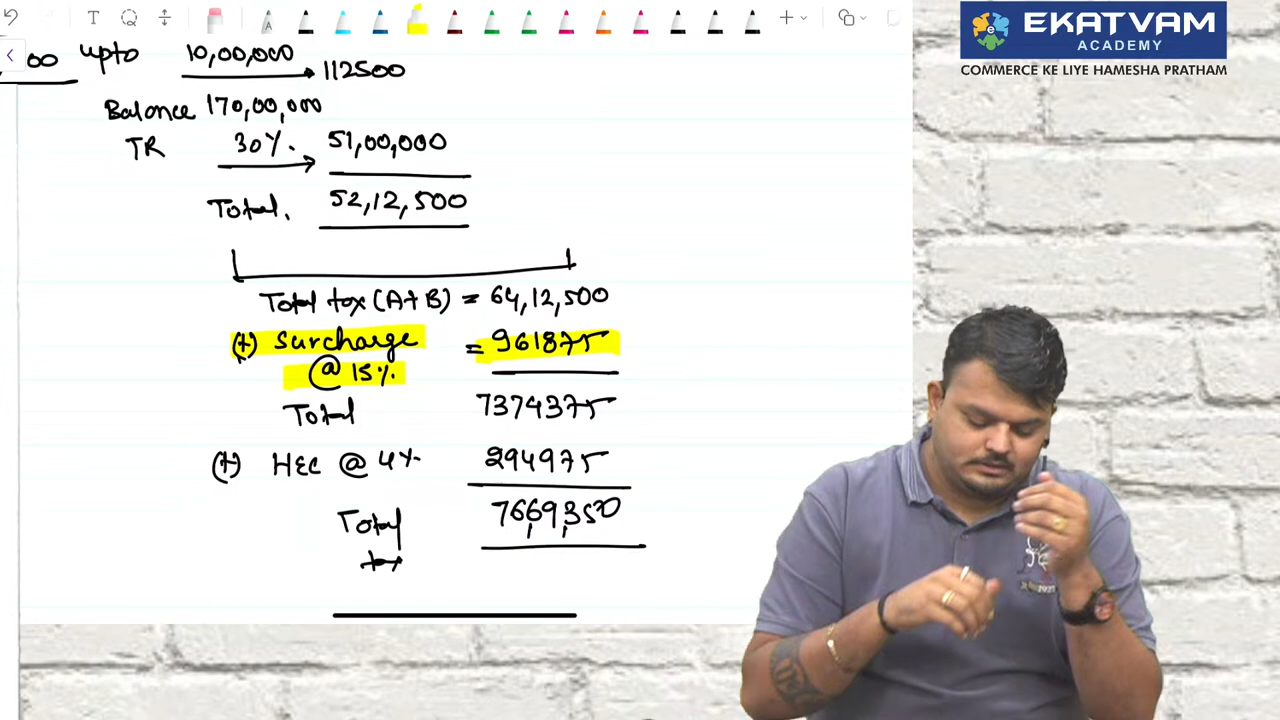 EKATVAM
ACADEMY
COMMERCE KE LIYE HAMESHA PRATHAM
00 upto 10,00,000 → 112500
Balance 170,00,000
TR 30% → 51,00,000
Total. 52,12,500
Total tax (A+B) = 64,12,500
(+) Surcharge = 961875
@ 15%
Total 7374375
(+) HEC @ 4% 294975
Total 7669,350
tax